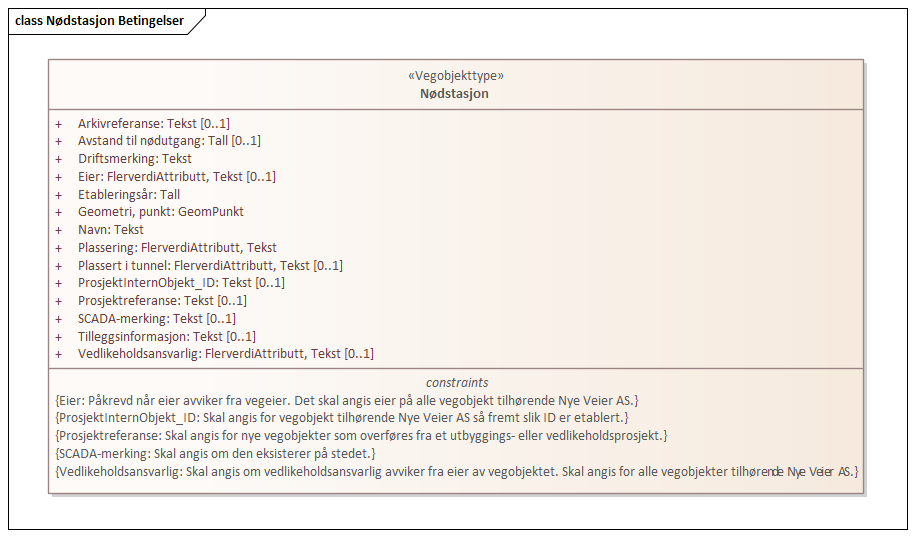 class Nødstasjon Betingelser
«Vegobjekttype»
Nødstasjon
+ Arkivreferanse: Tekst [0..1]
+ Avstand til nødutgang: Tall [0..1]
+ Driftsmerking: Tekst
+ Eier: FlerverdiAttributt, Tekst [0..1]
+ Etableringsår: Tall
+ Geometri, punkt: GeomPunkt
+ Navn: Tekst
+ Plassering: FlerverdiAttributt, Tekst
+ Plassert i tunnel: FlerverdiAttributt, Tekst [0..1]
+ ProsjektInternObjekt_ID: Tekst [0..1]
+ Prosjektreferanse: Tekst [0..1]
+ SCADA-merking: Tekst [0..1]
+ Tilleggsinformasjon: Tekst [0..1]
+ Vedlikeholdsansvarlig: FlerverdiAttributt, Tekst [0..1]
constraints
{Eier: Påkrevd når eier avviker fra vegeier. Det skal angis eier på alle vegobjekt tilhørende Nye Veier AS.}
{ProsjektInternObjekt_ID: Skal angis for vegobjekt tilhørende Nye Veier AS så fremt slik ID er etablert.}
{Prosjektreferanse: Skal angis for nye vegobjekter som overføres fra et utbyggings- eller vedlikeholdsprosjekt.}
{SCADA-merking: Skal angis om den eksisterer på stedet.}
{Vedlikeholdsansvarlig: Skal angis om vedlikeholdsansvarlig avviker fra eier av vegobjektet. Skal angis for alle vegobjekter tilhørende Nye Veier AS.}